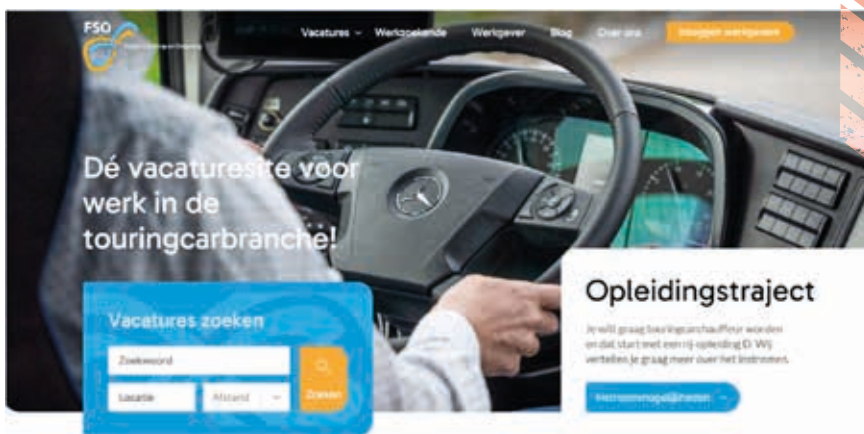 FSO
Vacatures Werkzoekende Werkgever Blog Over ons Inloggen werkgevers
Dé vacaturesite voor
werk in de
touringcarbranche!
Vacatures zoeken
Zoekwoord
Locatie Afstand
Zoeken
Opleidingstraject
Je wilt graag touringcarchauffeur worden
en dat start met een rij-opleiding D. Wij
vertellen je graag meer over het instromen.
Instroommogelijkheden